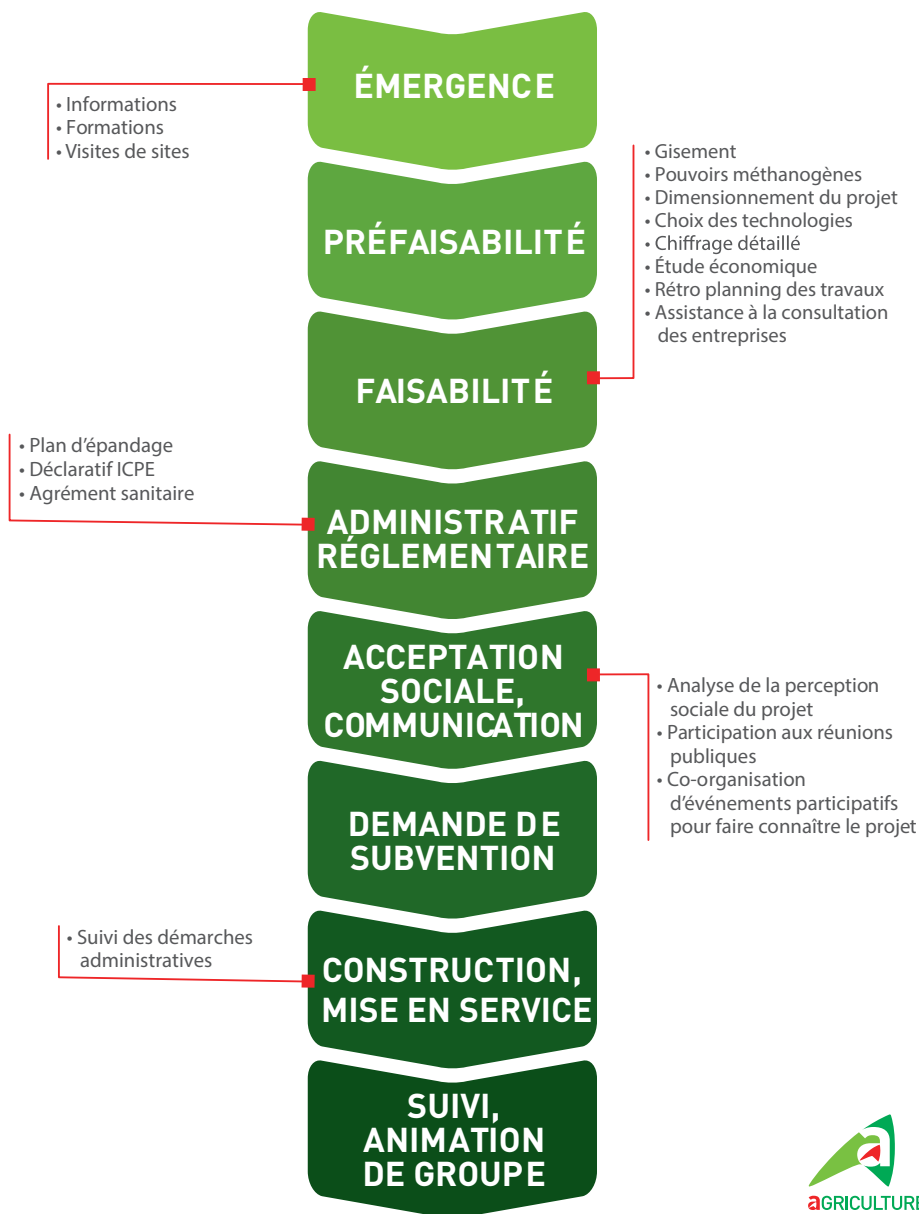 ÉMERGENCE
• Informations
• Formations
• Visites de sites
PRÉFAISABILITÉ
• Gisement
• Pouvoirs méthanogènes
• Dimensionnement du projet
• Choix des technologies
• Chiffrage détaillé
• Étude économique
• Rétro planning des travaux
• Assistance à la consultation
des entreprises
FAISABILITÉ
• Plan d'épandage
• Déclaratif ICPE
• Agrément sanitaire
ADMINISTRATIF
RÉGLEMENTAIRE
ACCEPTATION
SOCIALE,
COMMUNICATION
• Analyse de la perception
sociale du projet
• Participation aux réunions
publiques
• Co-organisation
d'événements participatifs
pour faire connaître le projet
DEMANDE DE
SUBVENTION
• Suivi des démarches
administratives
CONSTRUCTION,
MISE EN SERVICE
SUIVI,
ANIMATION
DE GROUPE
a
aGRICULTURE